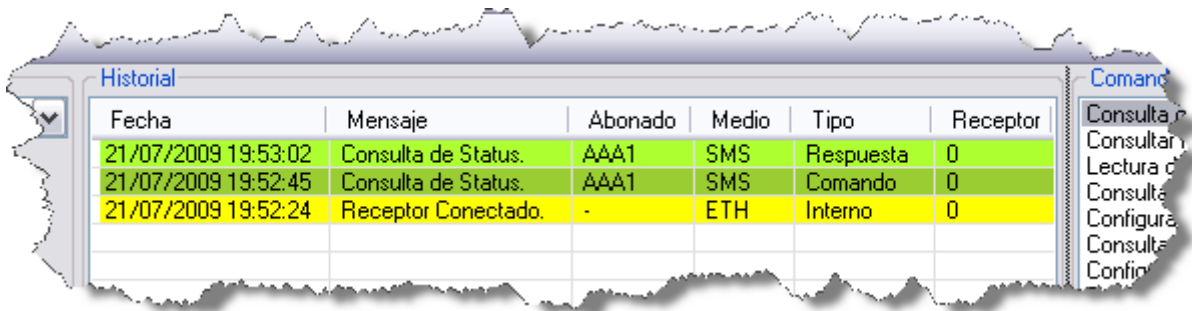 Historial
Fecha Mensaje Abonado Medio Tipo Receptor
21/07/2009 19:53:02 Consulta de Status. AAA1 SMS Respuesta 0
21/07/2009 19:52:45 Consulta de Status. AAA1 SMS Comando 0
21/07/2009 19:52:24 Receptor Conectado. - ETH Interno 0
Comand
Consulta
Consultar
Lectura d
Consulta
Configura
Consulta
Config